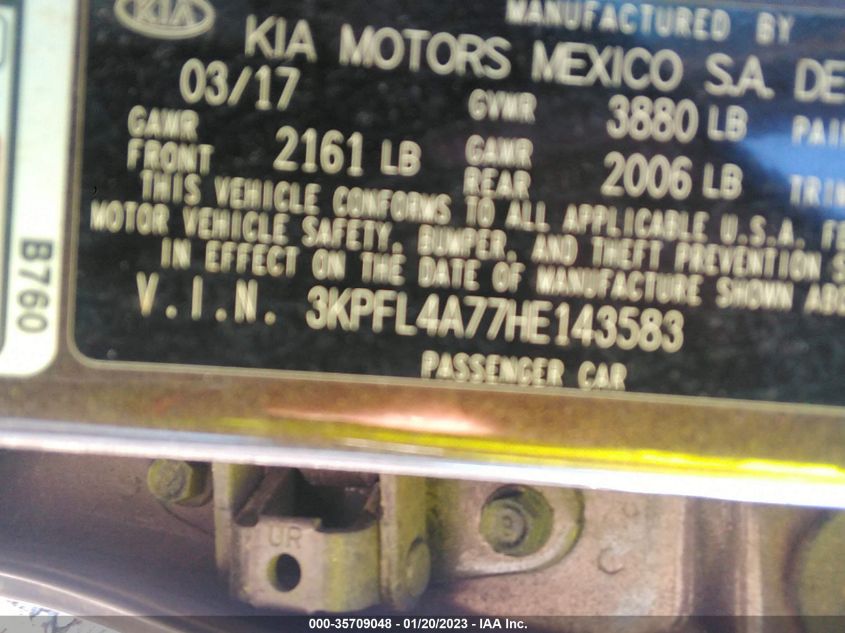 KIA
MANUFACTURED BY
KIA MOTORS MEXICO S.A. DE
03/17
GVWR 3880 LB
GAWR FRONT 2161 LB
GAWR REAR 2006 LB
THIS VEHICLE CONFORMS TO ALL APPLICABLE U.S.A.
MOTOR VEHICLE SAFETY, BUMPER, AND THEFT PREVENTION
IN EFFECT ON THE DATE OF MANUFACTURE SHOWN
V.I.N. 3KPFL4A77HE143583
PASSENGER CAR
B760
UR
000-35709048 - 01/20/2023 - IAA Inc.